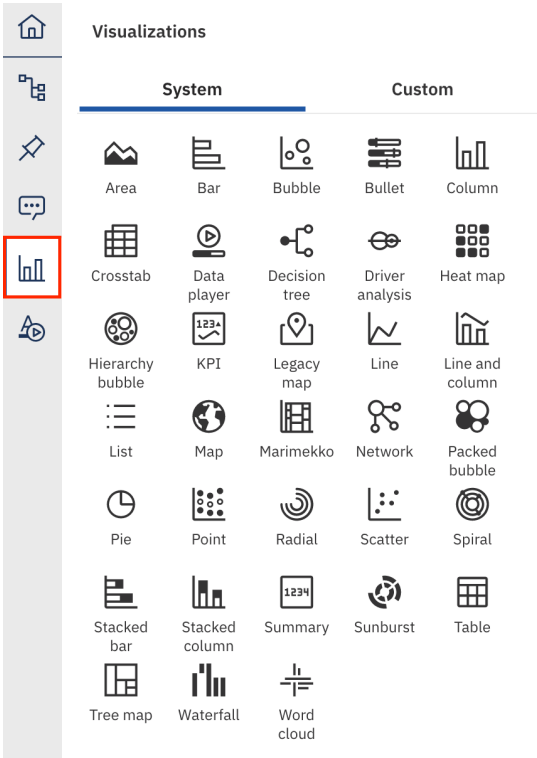 Visualizations
System Custom
Area Bar Bubble Bullet Column
Crosstab Data player Decision tree Driver analysis Heat map
Hierarchy bubble 123 KPI Legacy map Line Line and column
List Map Marimekko Network Packed bubble
Pie Point Radial Scatter Spiral
Stacked bar Stacked column 1234 Summary Sunburst Table
Tree map Waterfall Word cloud